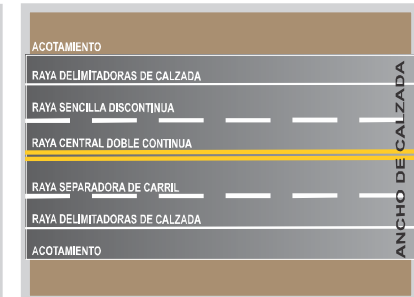 ACOTAMIENTO
RAYA DELIMITADORAS DE CALZADA
RAYA SENCILLA DISCONTINUA
RAYA CENTRAL DOBLE CONTINUA
RAYA SEPARADORA DE CARRIL
RAYA DELIMITADORAS DE CALZADA
ACOTAMIENTO
ANCHO DE CALZADA